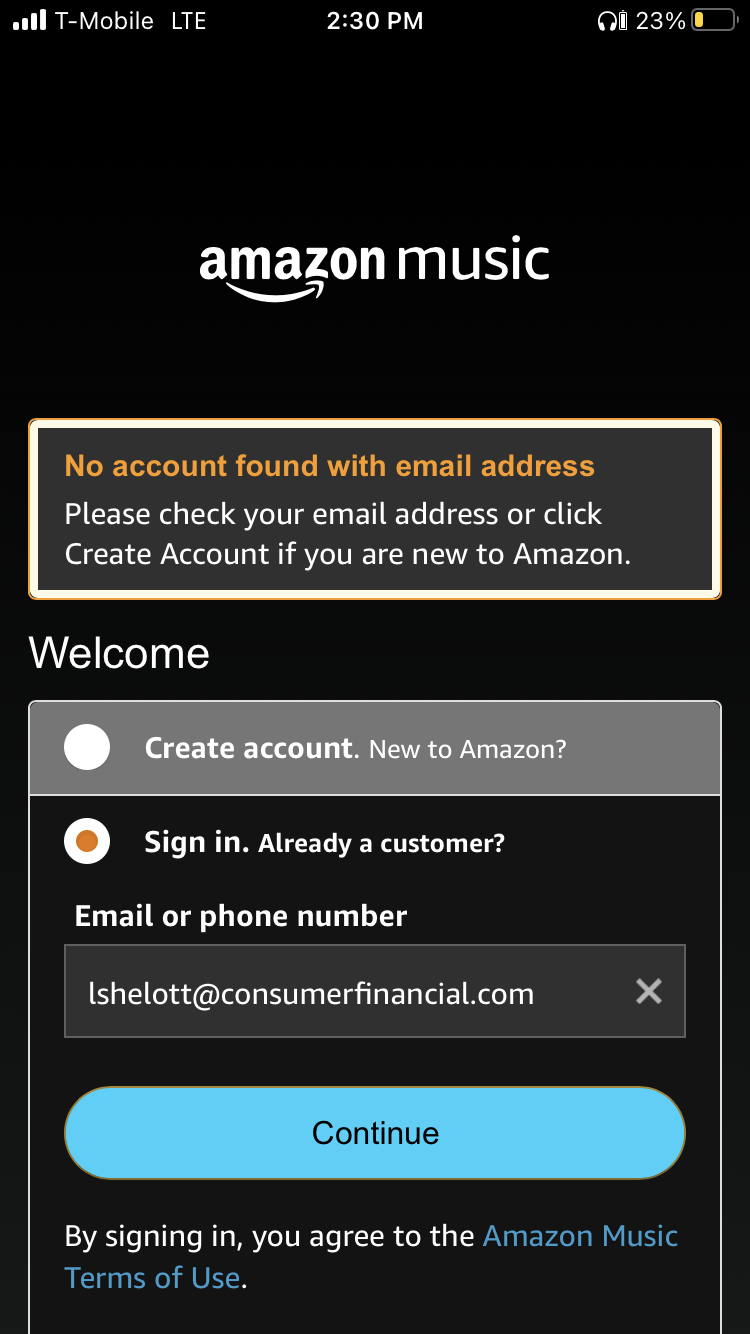 T-Mobile LTE 2:30 PM 23%
amazon music
No account found with email address
Please check your email address or click
Create Account if you are new to Amazon.
Welcome
Create account. New to Amazon?
Sign in. Already a customer?
Email or phone number
lshelott@consumerfinancial.com
Continue
By signing in, you agree to the Amazon Music
Terms of Use.